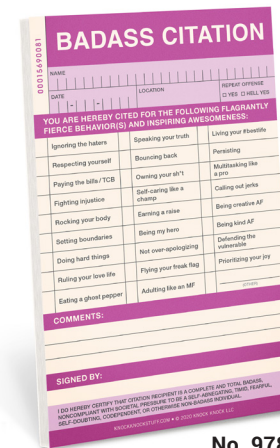 00015690081
BADASS CITATION
NAME
DATE
LOCATION
REPEAT OFFENSE
YES HELL YES
YOU ARE HEREBY CITED FOR THE FOLLOWING FLAGRANTLY
FIERCE BEHAVIOR(S) AND INSPIRING AWESOMENESS:
Ignoring the haters
Respecting yourself
Paying the bills / TCB
Fighting injustice
Rocking your body
Setting boundaries
Doing hard things
Ruling your love life
Eating a ghost pepper
Speaking your truth
Bouncing back
Owning your sh*t
Self-caring like a
champ
Earning a raise
Being my hero
Not over-apologizing
Flying your freak flag
Adulting like an MF
Living your #bestlife
Persisting
Multitasking like
a pro
Calling out jerks
Being creative AF
Being kind AF
Defending the
vulnerable
Prioritizing your joy
(OTHER)
COMMENTS:
SIGNED BY:
I DO HEREBY CERTIFY THAT CITATION RECIPIENT IS A COMPLETE AND TOTAL BADASS,
NONCOMPLIANT WITH SOCIETAL PRESSURE TO BE A SELF-ABNEGATING, TIMID, FEARFUL,
SELF-DOUBTING, CODEPENDENT, OR OTHERWISE NON-BADASS INDIVIDUAL.
KNOCKKNOCKSTUFF.COM • © 2020 KNOCK KNOCK LLC
No. 978